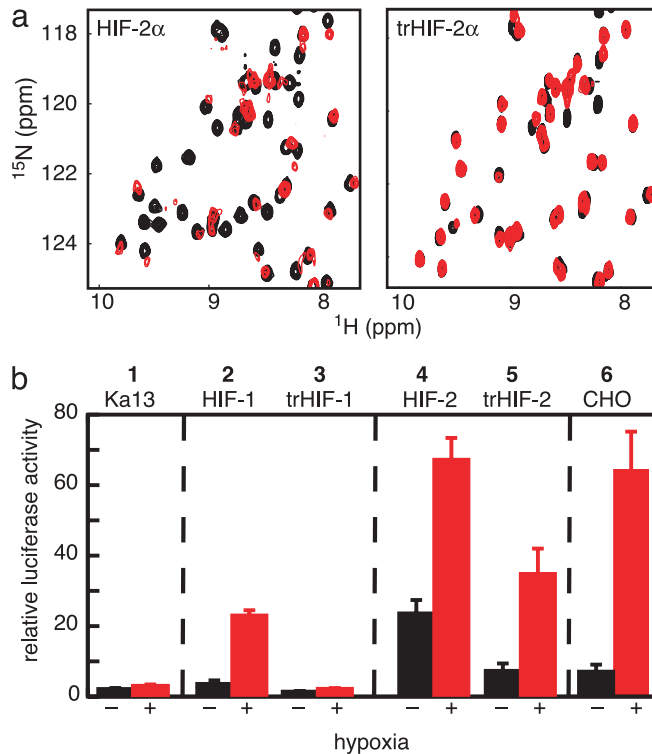 a
HIF-2α
trHIF-2α
118
120
122
124
¹⁵N (ppm)
10 9 8
10 9 8
¹H (ppm)
b
1 2 3 4 5 6
Ka13 HIF-1 trHIF-1 HIF-2 trHIF-2 CHO
80
60
40
20
0
relative luciferase activity
− + − + − + − + − + − +
hypoxia